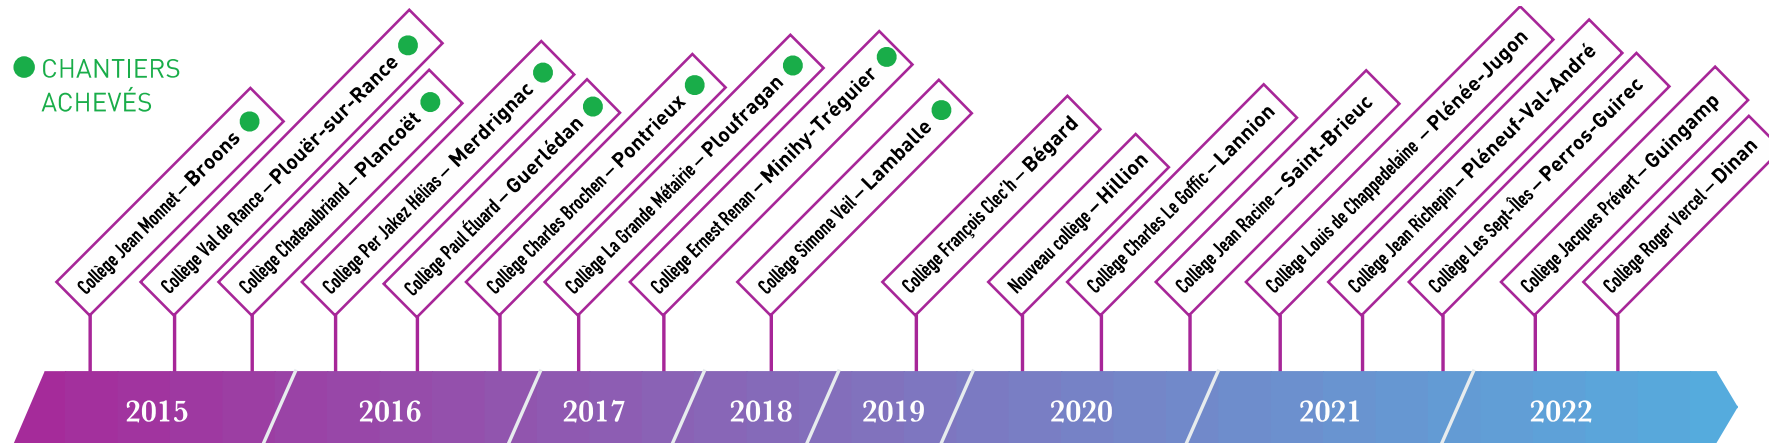 CHANTIERS
ACHEVÉS
Collège Jean Monnet – Broons
Collège Val de Rance – Plouër-sur-Rance
Collège Chateaubriand – Plancoët
Collège Per Jakez Hélias – Merdrignac
Collège Paul Éluard – Guerlédan
Collège Charles Brochen – Pontrieux
Collège La Grande Métairie – Ploufragan
Collège Ernest Renan – Minihy-Tréguier
Collège Simone Veil – Lamballe
Collège François Clec'h – Bégard
Nouveau collège – Hillion
Collège Charles Le Goffic – Lannion
Collège Jean Racine – Saint-Brieuc
Collège Louis de Chappedelaine – Plénée-Jugon
Collège Jean Richepin – Pléneuf-Val-André
Collège Les Sept-Îles – Perros-Guirec
Collège Jacques Prévert – Guingamp
Collège Roger Vercel – Dinan
2015
2016
2017
2018
2019
2020
2021
2022